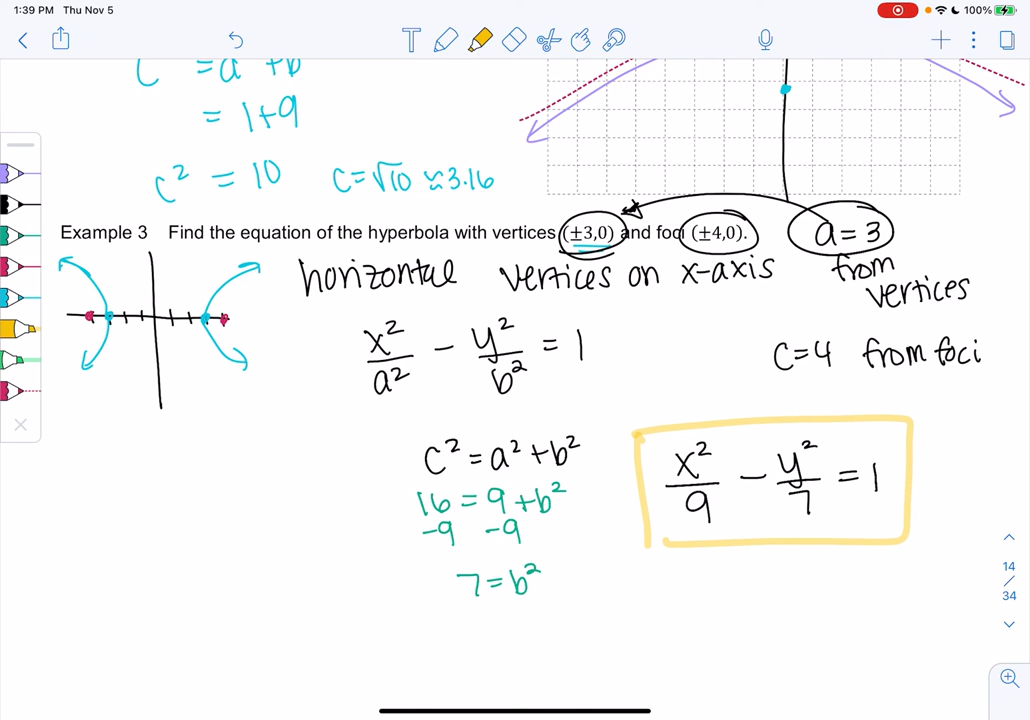 1:39 PM Thu Nov 5
100%
T
C = a + b
= 1+9
c² = 10 c=√10 ≈3.16
Example 3 Find the equation of the hyperbola with vertices (±3,0) and foci (±4,0). a=3
horizontal vertices on x-axis from
vertices
x²/a² − y²/b² = 1
c=4 from foci
c² = a² + b²
16 = 9 + b²
-9 -9
7 = b²
x²/9 − y²/7 = 1
14
/
34